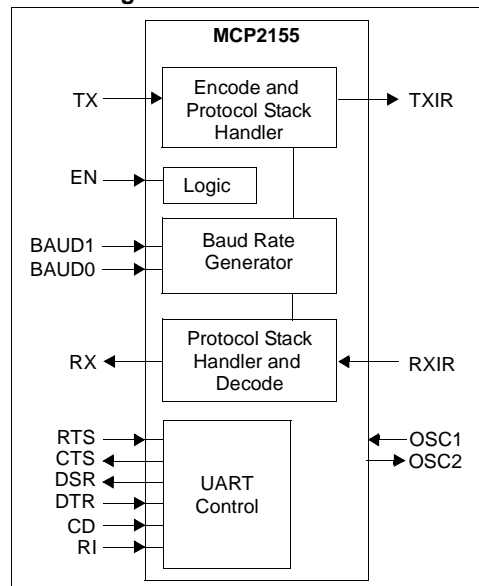 MCP2155
Encode and
Protocol Stack
Handler
TX
TXIR
EN
Logic
BAUD1
BAUD0
Baud Rate
Generator
Protocol Stack
Handler and
Decode
RX
RXIR
RTS
CTS
DSR
DTR
CD
RI
UART
Control
OSC1
OSC2